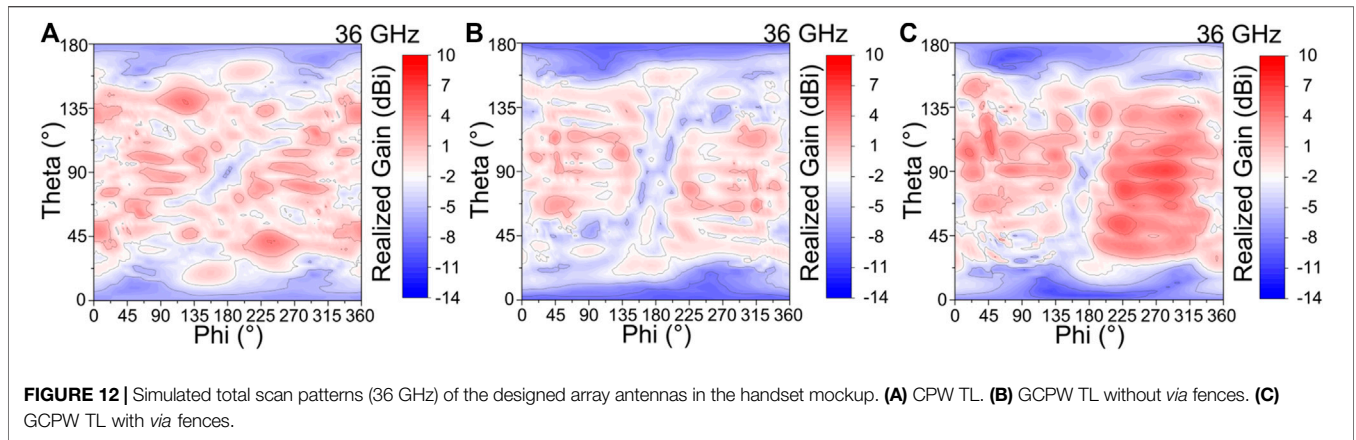 A
36 GHz
180
135
90
45
0
Theta (°)
0 45 90 135 180 225 270 315 360
Phi (°)
10
7
4
1
-2
-5
-8
-11
-14
Realized Gain (dBi)
B
36 GHz
180
135
90
45
0
Theta (°)
0 45 90 135 180 225 270 315 360
Phi (°)
10
7
4
1
-2
-5
-8
-11
-14
Realized Gain (dBi)
C
36 GHz
180
135
90
45
0
Theta (°)
0 45 90 135 180 225 270 315 360
Phi (°)
10
7
4
1
-2
-5
-8
-11
-14
Realized Gain (dBi)
FIGURE 12 | Simulated total scan patterns (36 GHz) of the designed array antennas in the handset mockup. (A) CPW TL. (B) GCPW TL without via fences. (C)
GCPW TL with via fences.